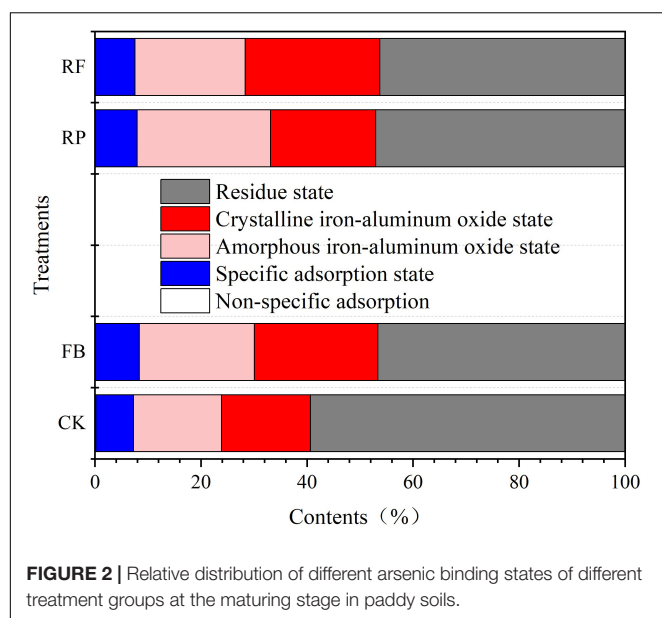 RF
RP
Residue state
Crystalline iron-aluminum oxide state
Amorphous iron-aluminum oxide state
Specific adsorption state
Non-specific adsorption
Treatments
FB
CK
0 20 40 60 80 100
Contents（%）
FIGURE 2 | Relative distribution of different arsenic binding states of different
treatment groups at the maturing stage in paddy soils.